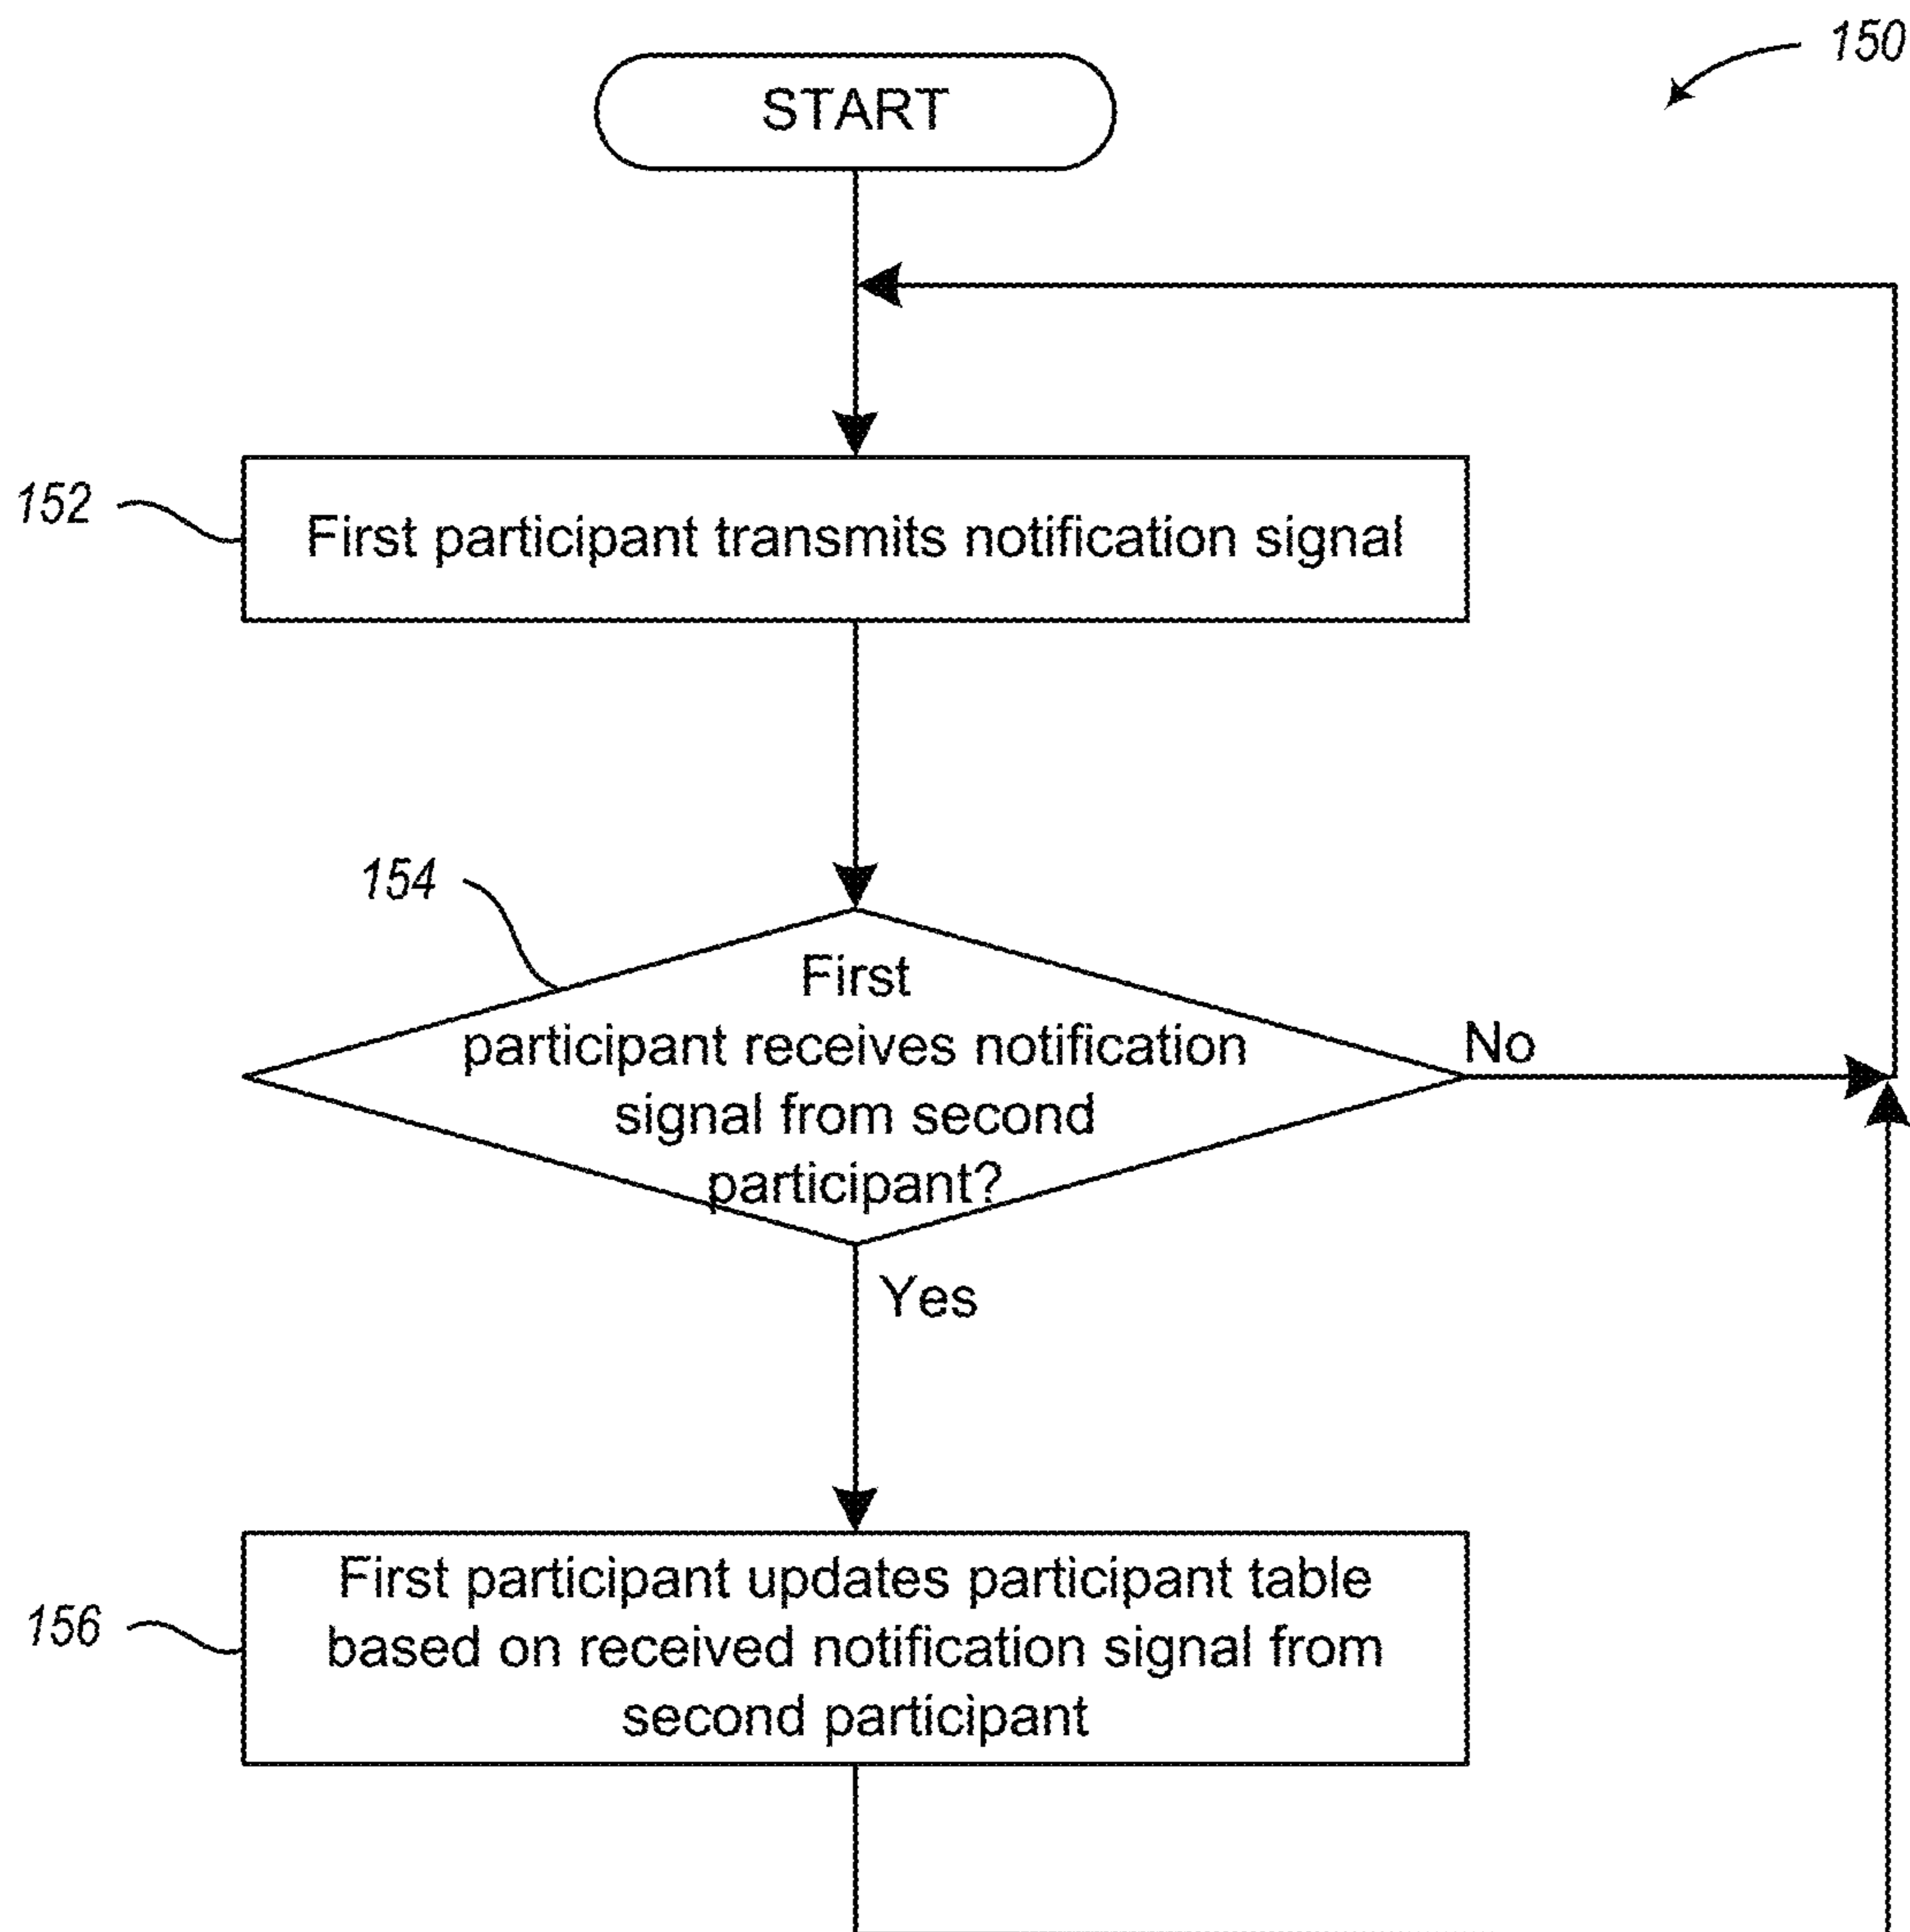 150
START
152
First participant transmits notification signal
154
First
participant receives notification
signal from second
participant?
No
Yes
156
First participant updates participant table
based on received notification signal from
second participant